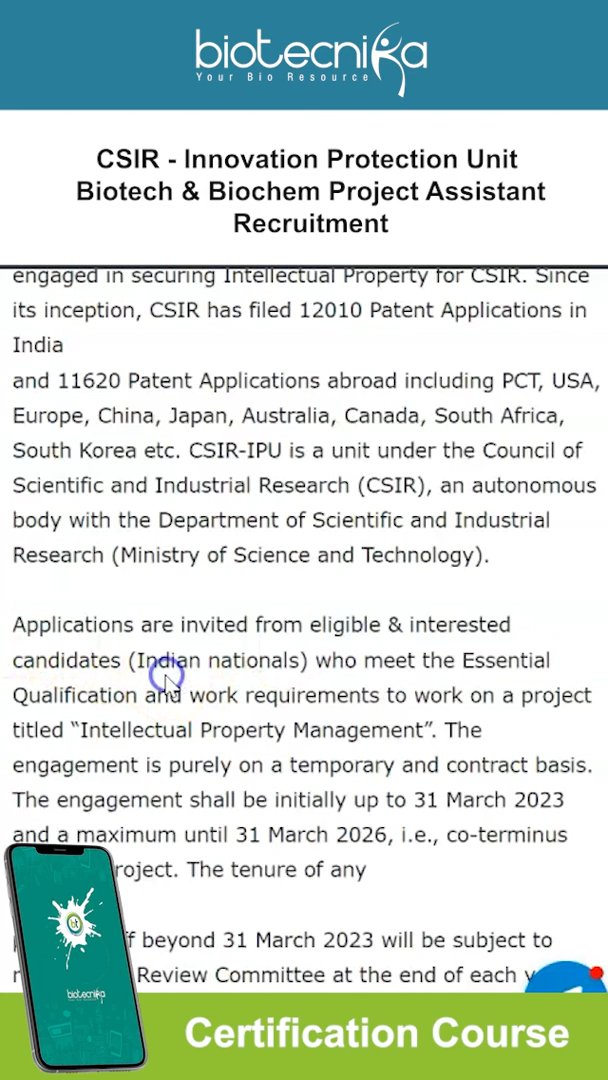 biotecnika
Your Bio Resource
CSIR - Innovation Protection Unit
Biotech & Biochem Project Assistant
Recruitment
engaged in securing Intellectual Property for CSIR. Since
its inception, CSIR has filed 12010 Patent Applications in
India
and 11620 Patent Applications abroad including PCT, USA,
Europe, China, Japan, Australia, Canada, South Africa,
South Korea etc. CSIR-IPU is a unit under the Council of
Scientific and Industrial Research (CSIR), an autonomous
body with the Department of Scientific and Industrial
Research (Ministry of Science and Technology).
Applications are invited from eligible & interested
candidates (Indian nationals) who meet the Essential
Qualification and work requirements to work on a project
titled “Intellectual Property Management”. The
engagement is purely on a temporary and contract basis.
The engagement shall be initially up to 31 March 2023
and a maximum until 31 March 2026, i.e., co-terminus
roject. The tenure of any
beyond 31 March 2023 will be subject to
Review Committee at the end of each
bt
biotecnika
Certification Course